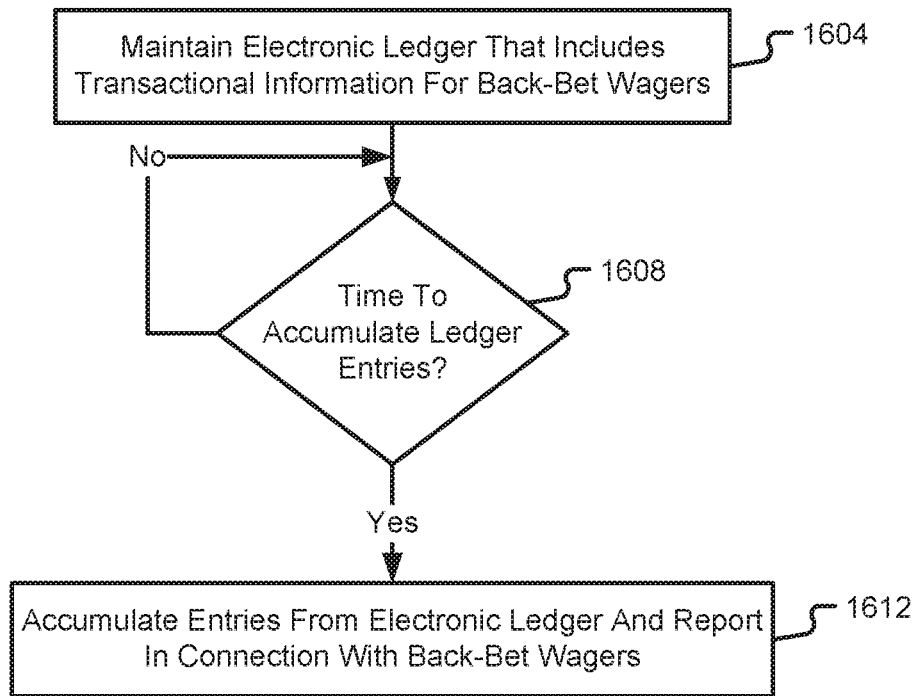 Maintain Electronic Ledger That Includes
Transactional Information For Back-Bet Wagers
1604
No
Time To
Accumulate Ledger
Entries?
1608
Yes
Accumulate Entries From Electronic Ledger And Report
In Connection With Back-Bet Wagers
1612